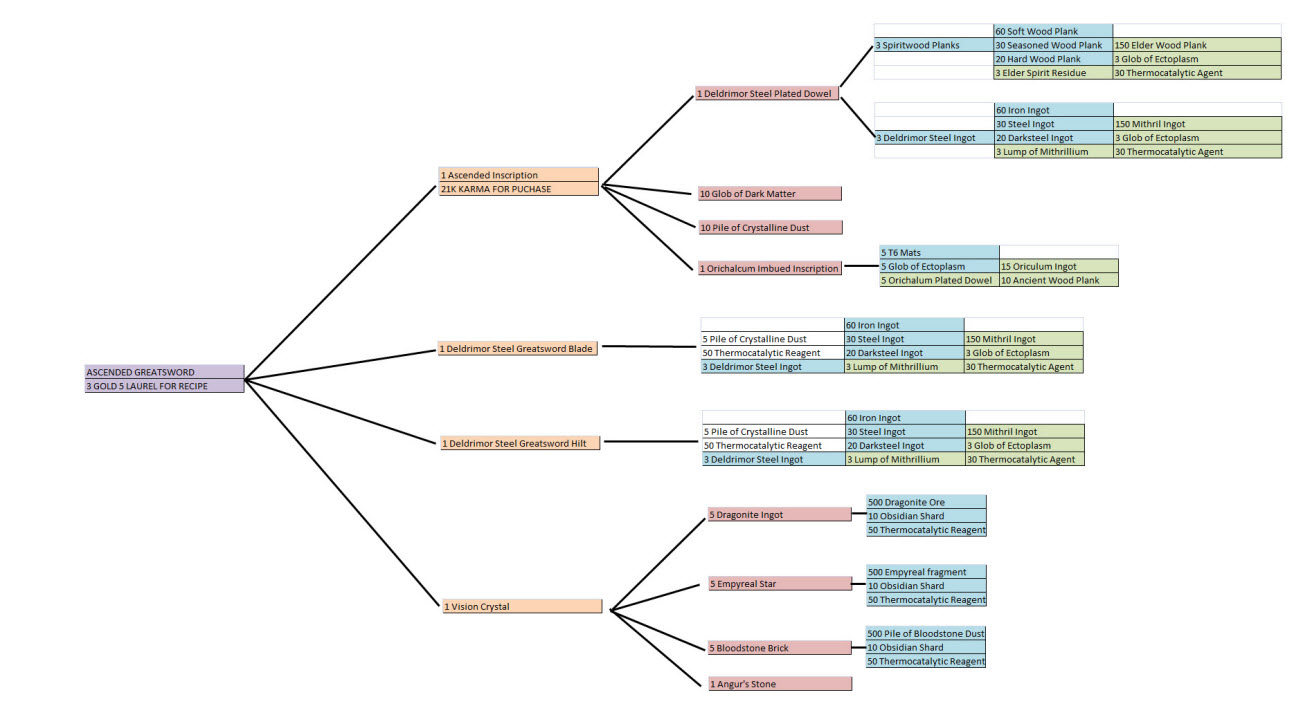 60 Soft Wood Plank
3 Spiritwood Planks 30 Seasoned Wood Plank 150 Elder Wood Plank
20 Hard Wood Plank 3 Glob of Ectoplasm
3 Elder Spirit Residue 30 Thermocatalytic Agent
1 Deldrimor Steel Plated Dowel
60 Iron Ingot
30 Steel Ingot 150 Mithril Ingot
3 Deldrimor Steel Ingot 20 Darksteel Ingot 3 Glob of Ectoplasm
3 Lump of Mithrillium 30 Thermocatalytic Agent
1 Ascended Inscription
21K KARMA FOR PUCHASE
10 Glob of Dark Matter
10 Pile of Crystalline Dust
5 T6 Mats
1 Orichalcum Imbued Inscription 5 Glob of Ectoplasm 15 Oriculum Ingot
5 Orichalum Plated Dowel 10 Ancient Wood Plank
60 Iron Ingot
5 Pile of Crystalline Dust 30 Steel Ingot 150 Mithril Ingot
1 Deldrimor Steel Greatsword Blade
50 Thermocatalytic Reagent 20 Darksteel Ingot 3 Glob of Ectoplasm
3 Deldrimor Steel Ingot 3 Lump of Mithrillium 30 Thermocatalytic Agent
ASCENDED GREATSWORD
3 GOLD 5 LAUREL FOR RECIPE
60 Iron Ingot
5 Pile of Crystalline Dust 30 Steel Ingot 150 Mithril Ingot
1 Deldrimor Steel Greatsword Hilt
50 Thermocatalytic Reagent 20 Darksteel Ingot 3 Glob of Ectoplasm
3 Deldrimor Steel Ingot 3 Lump of Mithrillium 30 Thermocatalytic Agent
500 Dragonite Ore
5 Dragonite Ingot 10 Obsidian Shard
50 Thermocatalytic Reagent
500 Empyreal fragment
5 Empyreal Star 10 Obsidian Shard
50 Thermocatalytic Reagent
1 Vision Crystal
500 Pile of Bloodstone Dust
5 Bloodstone Brick 10 Obsidian Shard
50 Thermocatalytic Reagent
1 Angur's Stone